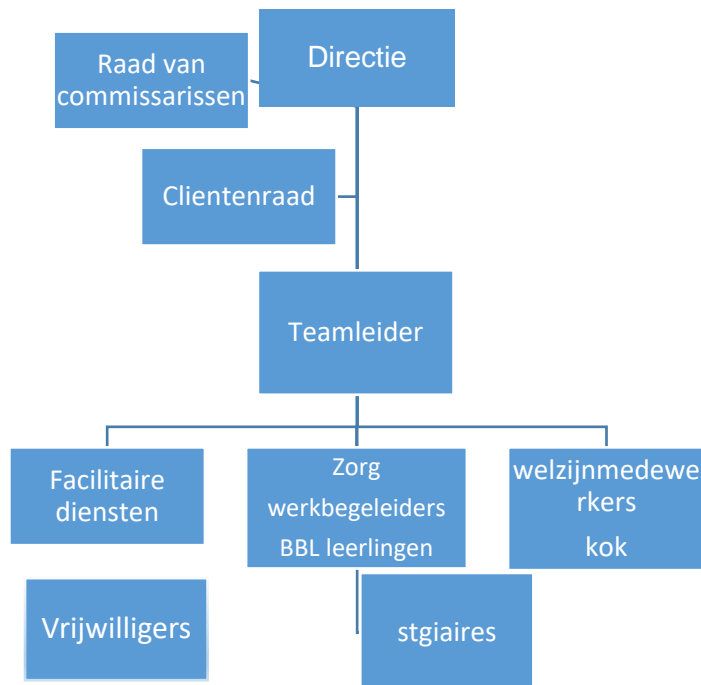 Directie
Raad van
commissarissen
Clientenraad
Teamleider
Facilitaire
diensten
Zorg
werkbegeleiders
BBL leerlingen
welzijnmedewe
rkers
kok
Vrijwilligers
stgiaires